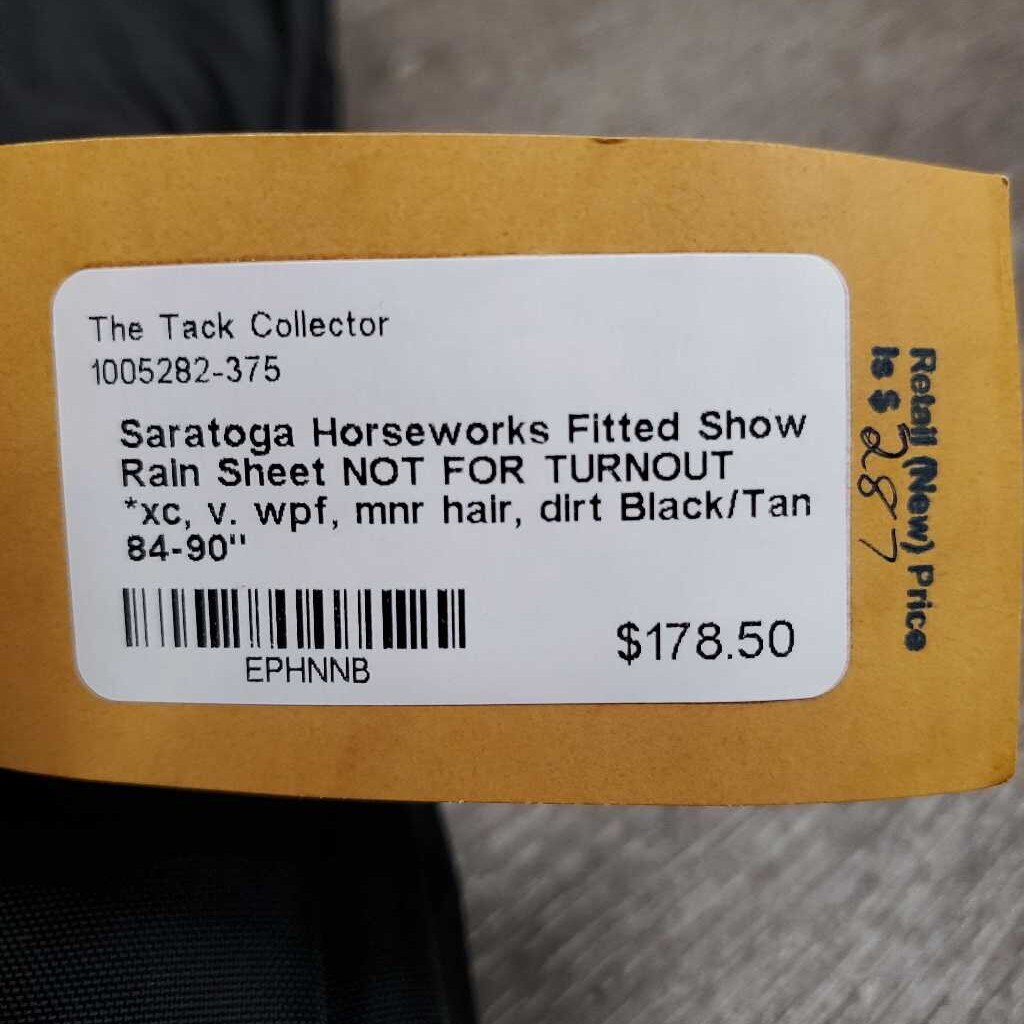 The Tack Collector
1005282-375
Saratoga Horseworks Fitted Show
Rain Sheet NOT FOR TURNOUT
*xc, v. wpf, mnr hair, dirt Black/Tan
84-90"
EPHNNB
$178.50
Retail (New) Price
Is $ 287